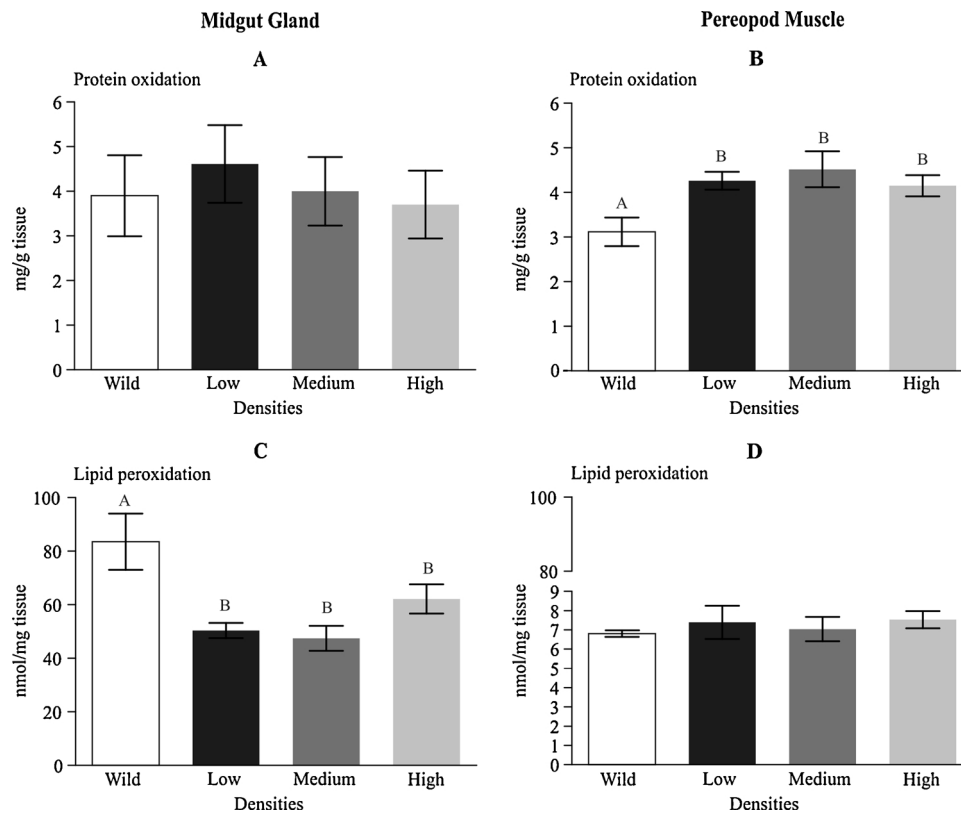 Midgut Gland
Pereopod Muscle
A
Protein oxidation
6
5
4
3
2
1
0
mg/g tissue
Wild Low Medium High
Densities
B
Protein oxidation
6
5
4
3
2
1
0
mg/g tissue
A
B
B
B
Wild Low Medium High
Densities
C
Lipid peroxidation
100
80
60
40
20
0
nmol/mg tissue
A
B
B
B
Wild Low Medium High
Densities
D
Lipid peroxidation
100
80
9
8
7
6
5
4
3
2
1
0
nmol/mg tissue
Wild Low Medium High
Densities